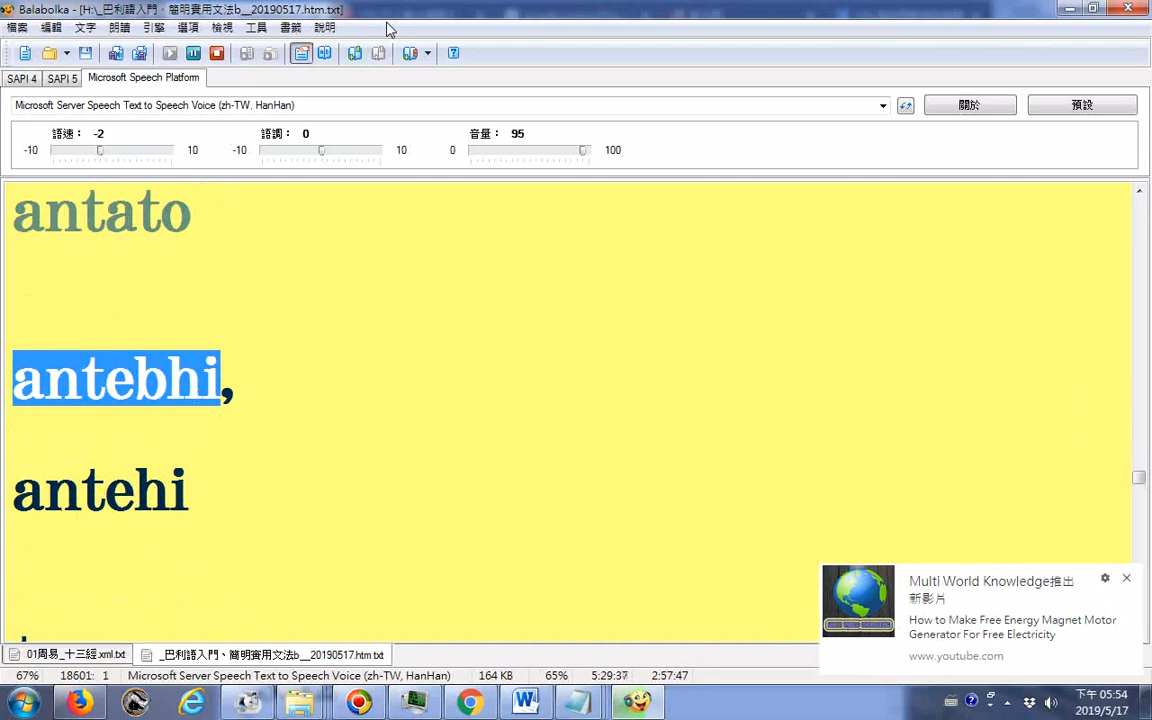 Balabolka - [H:\_巴利語入門、簡明實用文法b__20190517.htm.txt]
檔案 編輯 文字 朗讀 引擎 選項 檢視 工具 書籤 說明
SAPI 4 SAPI 5 Microsoft Speech Platform
Microsoft Server Speech Text to Speech Voice (zh-TW, HanHan)
關於 預設
語速： -2 語調： 0 音量： 95
-10 10 -10 10 0 100
antato
antebhi,
antehi
Multi World Knowledge推出
新影片
How to Make Free Energy Magnet Motor
Generator For Free Electricity
www.youtube.com
01周易_十三經.xml.txt _巴利語入門、簡明實用文法b__20190517.htm.txt
67% 18601: 1 Microsoft Server Speech Text to Speech Voice (zh-TW, HanHan) 164 KB 65% 5:29:37 2:57:47
下午 05:54
2019/5/17